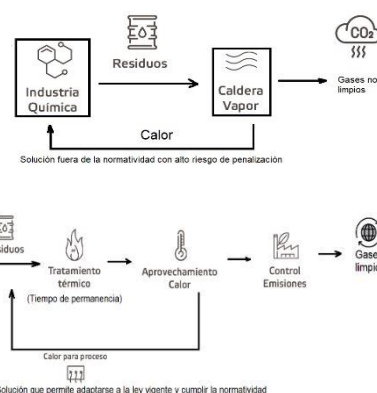 CO₂
Residuos
Industria
Química
Caldera
Vapor
Gases no
limpios
Calor
Solución fuera de la normatividad con alto riesgo de penalización
siduos
Tratamiento
térmico
(Tiempo de permanencia)
Aprovechamiento
Calor
Control
Emisiones
Gases
limpio
Calor para proceso
Solución que permite adaptarse a la ley vigente y cumplir la normatividad